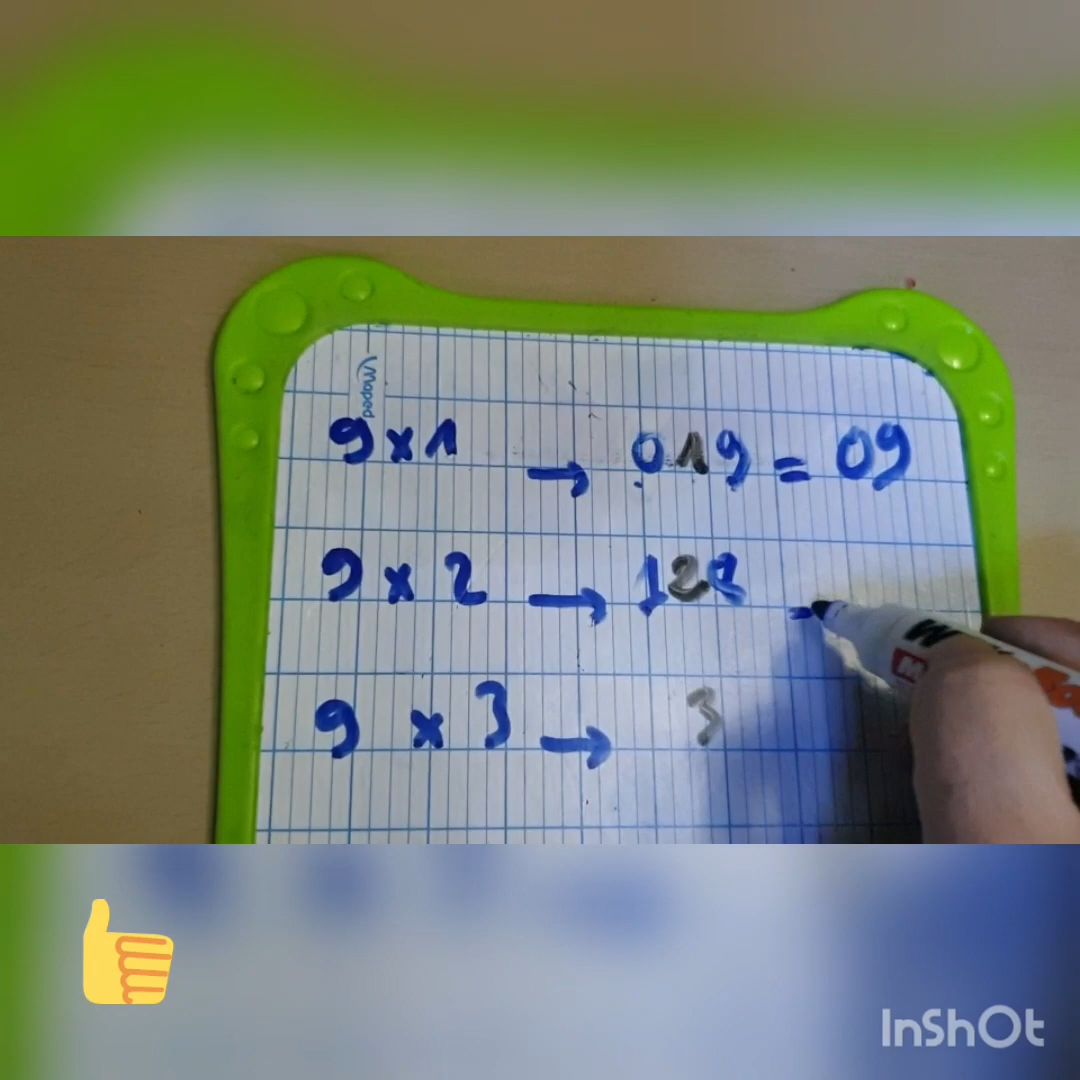 Maped
9 x 1 → 0 1 9 = 09
9 x 2 → 1 2 8 -
9 x 3 → 3
InShOt